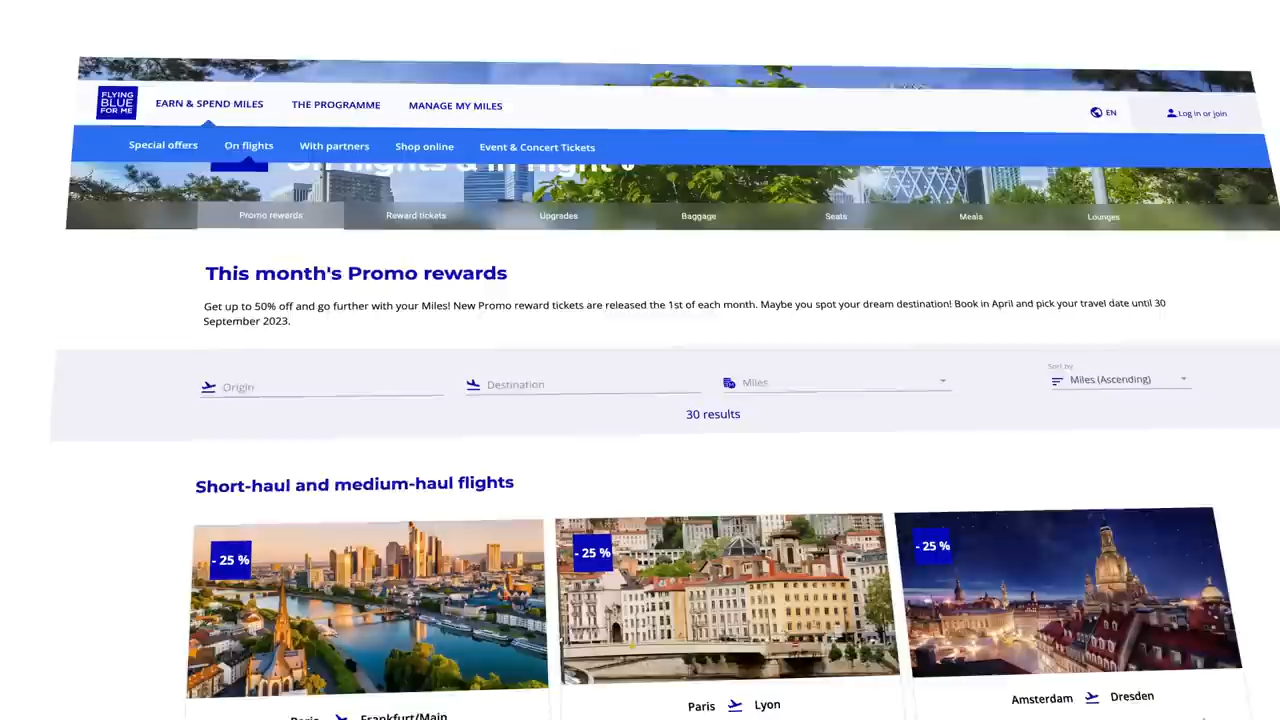 FLYING
BLUE
FOR ME
EARN & SPEND MILES
THE PROGRAMME
MANAGE MY MILES
EN
Log in or join
Special offers
On flights
With partners
Shop online
Event & Concert Tickets
Promo rewards
Reward tickets
Upgrades
Baggage
Seats
Meals
Lounges
This month's Promo rewards
Get up to 50% off and go further with your Miles! New Promo reward tickets are released the 1st of each month. Maybe you spot your dream destination! Book in April and pick your travel date until 30
September 2023.
Origin
Destination
Miles
Sort by
Miles (Ascending)
30 results
Short-haul and medium-haul flights
- 25 %
- 25 %
- 25 %
Paris Frankfurt/Main
Paris Lyon
Amsterdam Dresden